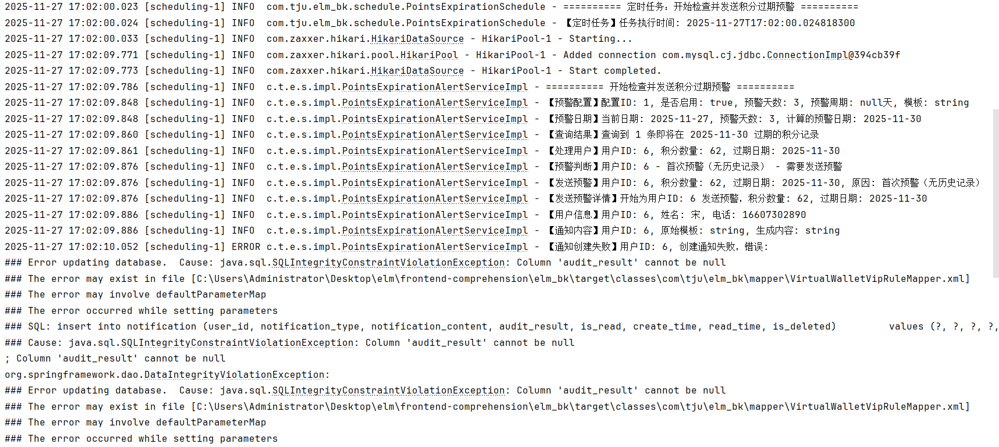 2025-11-27 17:02:00.023 [scheduling-1] INFO  com.tju.elm_bk.schedule.PointsExpirationSchedule - ========== 定时任务：开始检查并发送积分过期预警 ==========
2025-11-27 17:02:00.024 [scheduling-1] INFO  com.tju.elm_bk.schedule.PointsExpirationSchedule - 【定时任务】任务执行时间: 2025-11-27T17:02:00.024818300
2025-11-27 17:02:00.033 [scheduling-1] INFO  com.zaxxer.hikari.HikariDataSource - HikariPool-1 - Starting...
2025-11-27 17:02:09.771 [scheduling-1] INFO  com.zaxxer.hikari.pool.HikariPool - HikariPool-1 - Added connection com.mysql.cj.jdbc.ConnectionImpl@394cb39f
2025-11-27 17:02:09.773 [scheduling-1] INFO  com.zaxxer.hikari.HikariDataSource - HikariPool-1 - Start completed.
2025-11-27 17:02:09.786 [scheduling-1] INFO  c.t.e.s.impl.PointsExpirationAlertServiceImpl - ========== 开始检查并发送积分过期预警 ==========
2025-11-27 17:02:09.848 [scheduling-1] INFO  c.t.e.s.impl.PointsExpirationAlertServiceImpl - 【预警配置】配置ID: 1, 是否启用: true, 预警天数: 3, 预警周期: null天, 模板: string
2025-11-27 17:02:09.848 [scheduling-1] INFO  c.t.e.s.impl.PointsExpirationAlertServiceImpl - 【预警日期】当前日期: 2025-11-27, 预警天数: 3, 计算的预警日期: 2025-11-30
2025-11-27 17:02:09.860 [scheduling-1] INFO  c.t.e.s.impl.PointsExpirationAlertServiceImpl - 【查询结果】查询到 1 条即将在 2025-11-30 过期的积分记录
2025-11-27 17:02:09.861 [scheduling-1] INFO  c.t.e.s.impl.PointsExpirationAlertServiceImpl - 【处理用户】用户ID: 6, 积分数量: 62, 过期日期: 2025-11-30
2025-11-27 17:02:09.876 [scheduling-1] INFO  c.t.e.s.impl.PointsExpirationAlertServiceImpl - 【预警判断】用户ID: 6 - 首次预警（无历史记录） - 需要发送预警
2025-11-27 17:02:09.876 [scheduling-1] INFO  c.t.e.s.impl.PointsExpirationAlertServiceImpl - 【发送预警】用户ID: 6, 积分数量: 62, 过期日期: 2025-11-30, 原因: 首次预警（无历史记录）
2025-11-27 17:02:09.876 [scheduling-1] INFO  c.t.e.s.impl.PointsExpirationAlertServiceImpl - 【发送预警详情】开始为用户ID: 6 发送预警，积分数量: 62, 过期日期: 2025-11-30
2025-11-27 17:02:09.886 [scheduling-1] INFO  c.t.e.s.impl.PointsExpirationAlertServiceImpl - 【用户信息】用户ID: 6, 姓名: 宋, 电话: 16607302890
2025-11-27 17:02:09.886 [scheduling-1] INFO  c.t.e.s.impl.PointsExpirationAlertServiceImpl - 【通知内容】用户ID: 6, 原始模板: string, 生成内容: string
2025-11-27 17:02:10.052 [scheduling-1] ERROR c.t.e.s.impl.PointsExpirationAlertServiceImpl - 【通知创建失败】用户ID: 6, 创建通知失败，错误:
### Error updating database.  Cause: java.sql.SQLIntegrityConstraintViolationException: Column 'audit_result' cannot be null
### The error may exist in file [C:\Users\Administrator\Desktop\elm\frontend-comprehension\elm_bk\target\classes\com\tju\elm_bk\mapper\VirtualWalletVipRuleMapper.xml]
### The error may involve defaultParameterMap
### The error occurred while setting parameters
### SQL: insert into notification (user_id, notification_type, notification_content, audit_result, is_read, create_time, read_time, is_deleted)         values (?, ?, ?, ?,
### Cause: java.sql.SQLIntegrityConstraintViolationException: Column 'audit_result' cannot be null
; Column 'audit_result' cannot be null
org.springframework.dao.DataIntegrityViolationException:
### Error updating database.  Cause: java.sql.SQLIntegrityConstraintViolationException: Column 'audit_result' cannot be null
### The error may exist in file [C:\Users\Administrator\Desktop\elm\frontend-comprehension\elm_bk\target\classes\com\tju\elm_bk\mapper\VirtualWalletVipRuleMapper.xml]
### The error may involve defaultParameterMap
### The error occurred while setting parameters